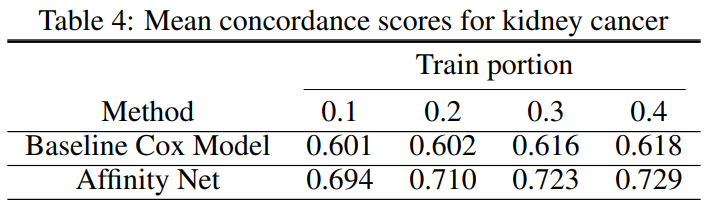 Table 4: Mean concordance scores for kidney cancer
Train portion
Method 0.1 0.2 0.3 0.4
Baseline Cox Model 0.601 0.602 0.616 0.618
Affinity Net 0.694 0.710 0.723 0.729